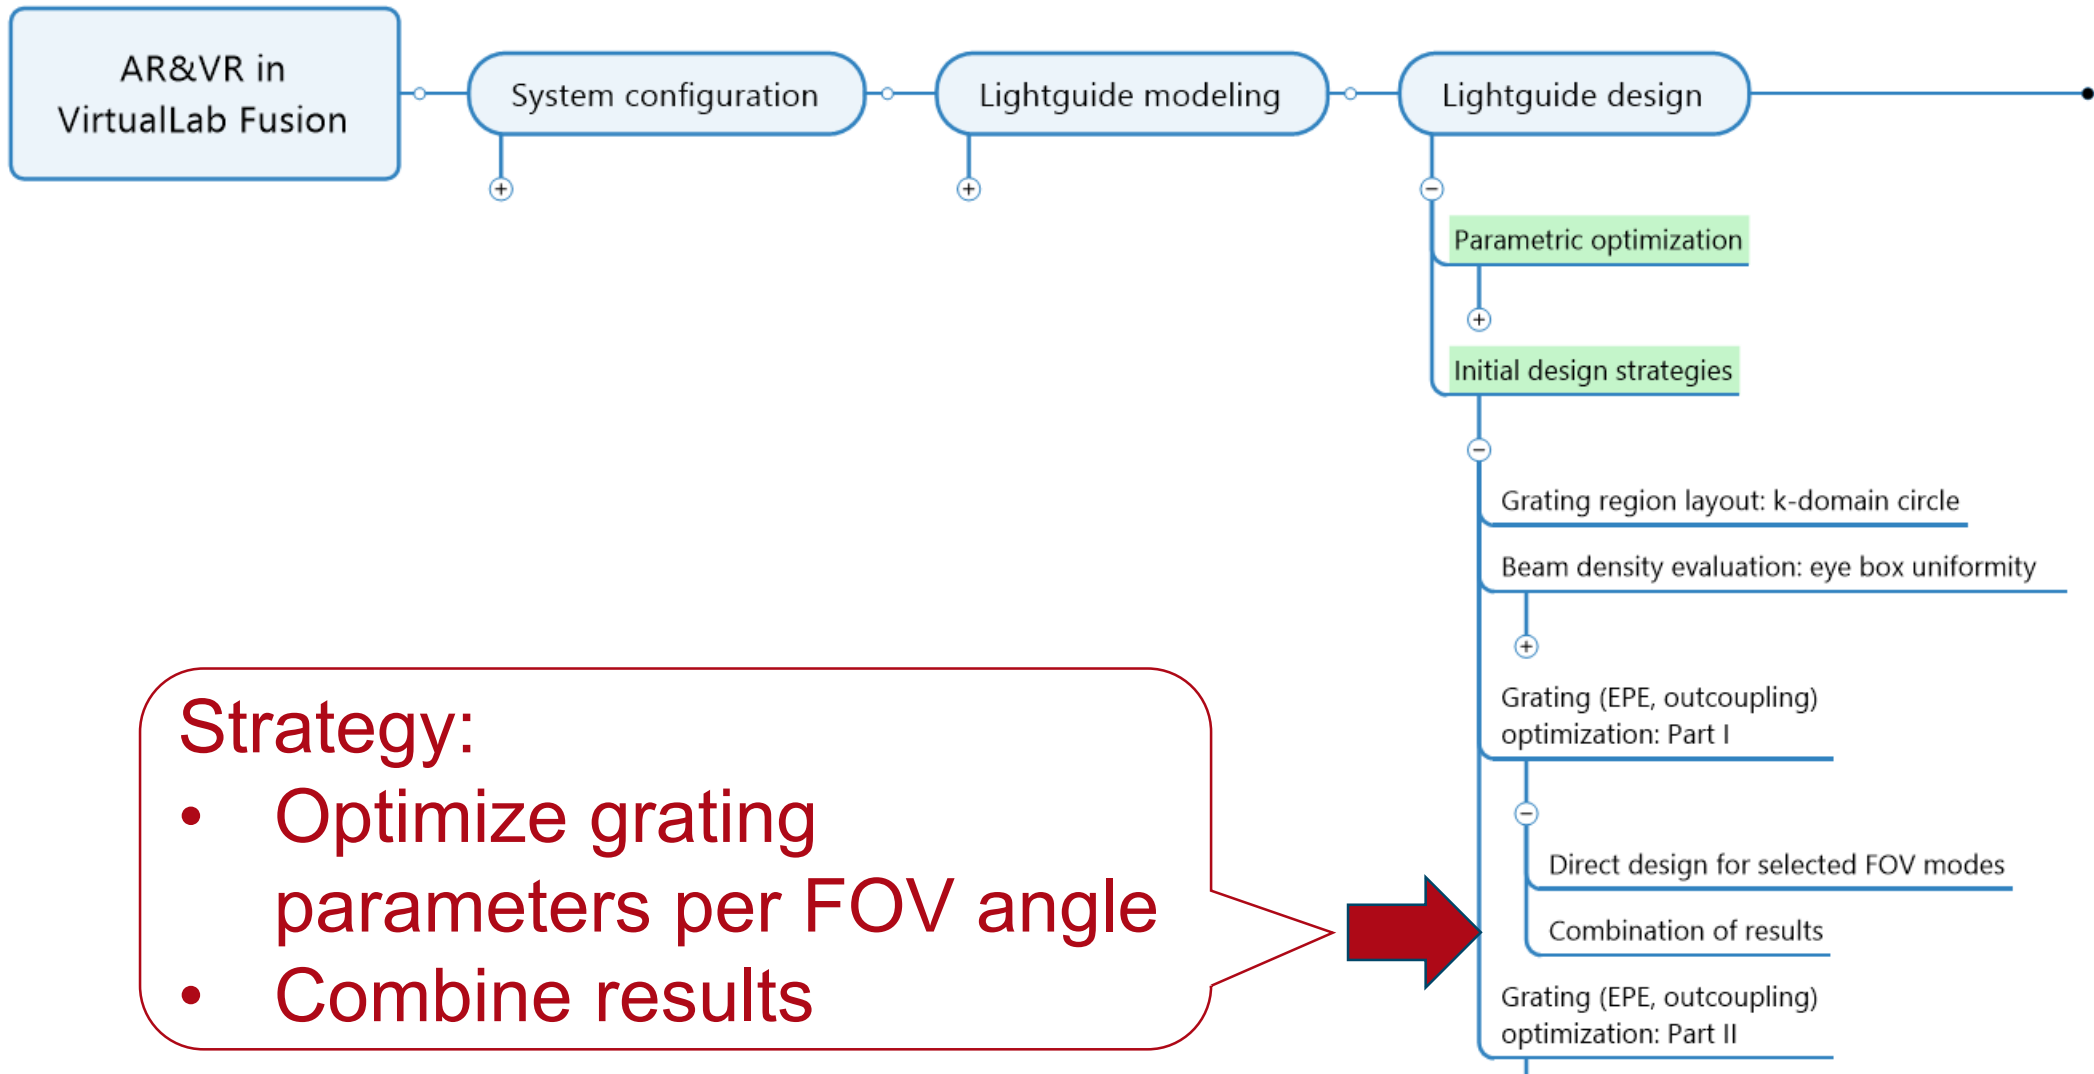 AR&VR in
VirtualLab Fusion
System configuration
Lightguide modeling
Lightguide design
Parametric optimization
Initial design strategies
Grating region layout: k-domain circle
Beam density evaluation: eye box uniformity
Grating (EPE, outcoupling)
optimization: Part I
Direct design for selected FOV modes
Combination of results
Grating (EPE, outcoupling)
optimization: Part II
Strategy:
• Optimize grating
parameters per FOV angle
• Combine results